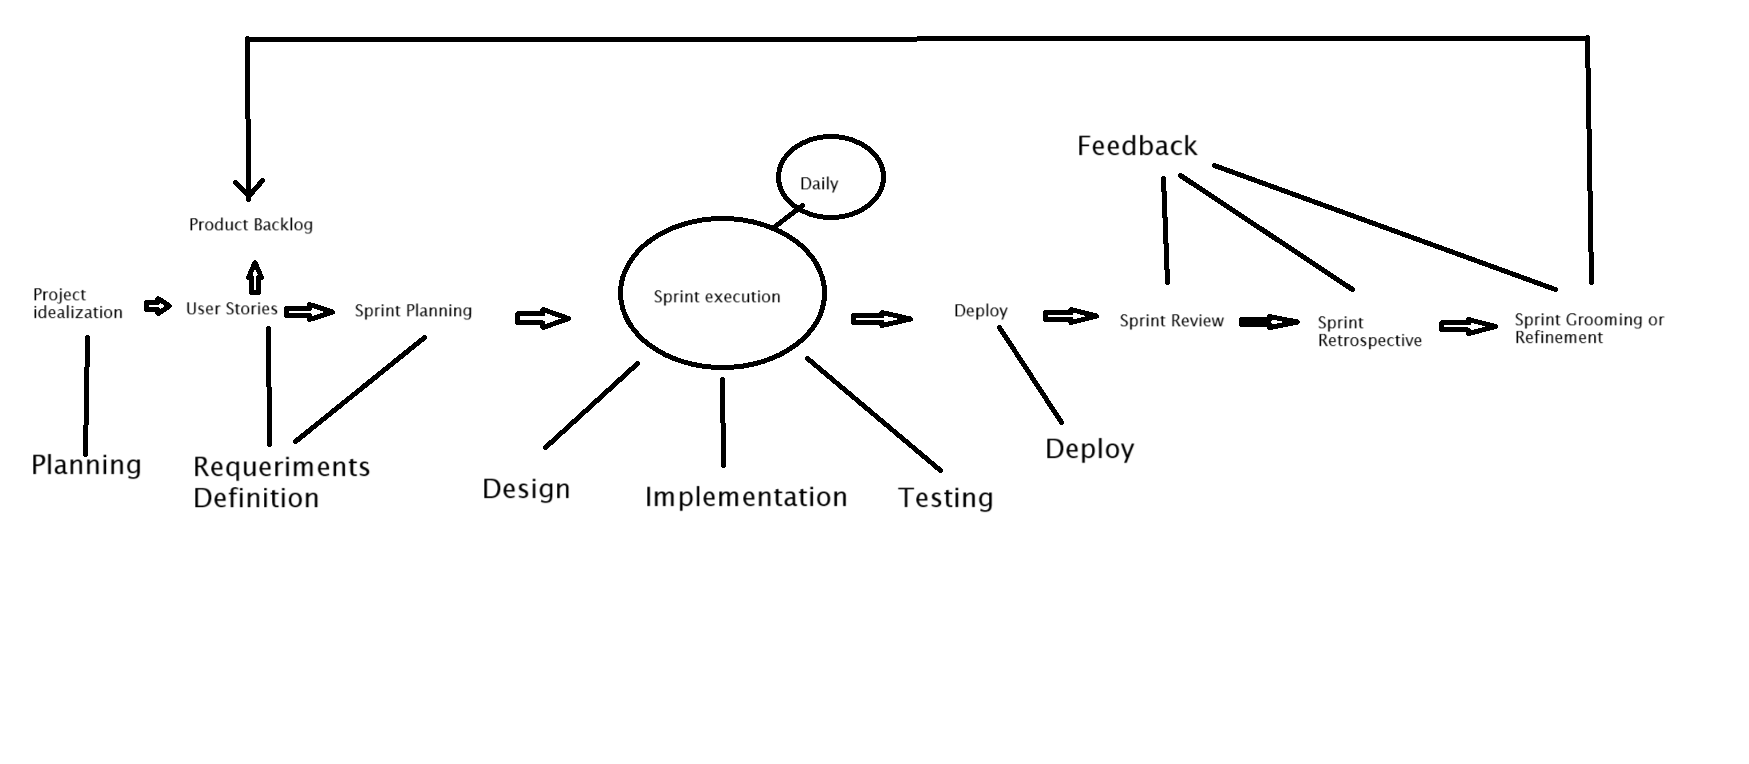 Feedback
Daily
Product Backlog
Project
idealization
User Stories
Sprint Planning
Sprint execution
Deploy
Sprint Review
Sprint
Retrospective
Sprint Grooming or
Refinement
Planning
Requeriments
Definition
Design
Implementation
Testing
Deploy